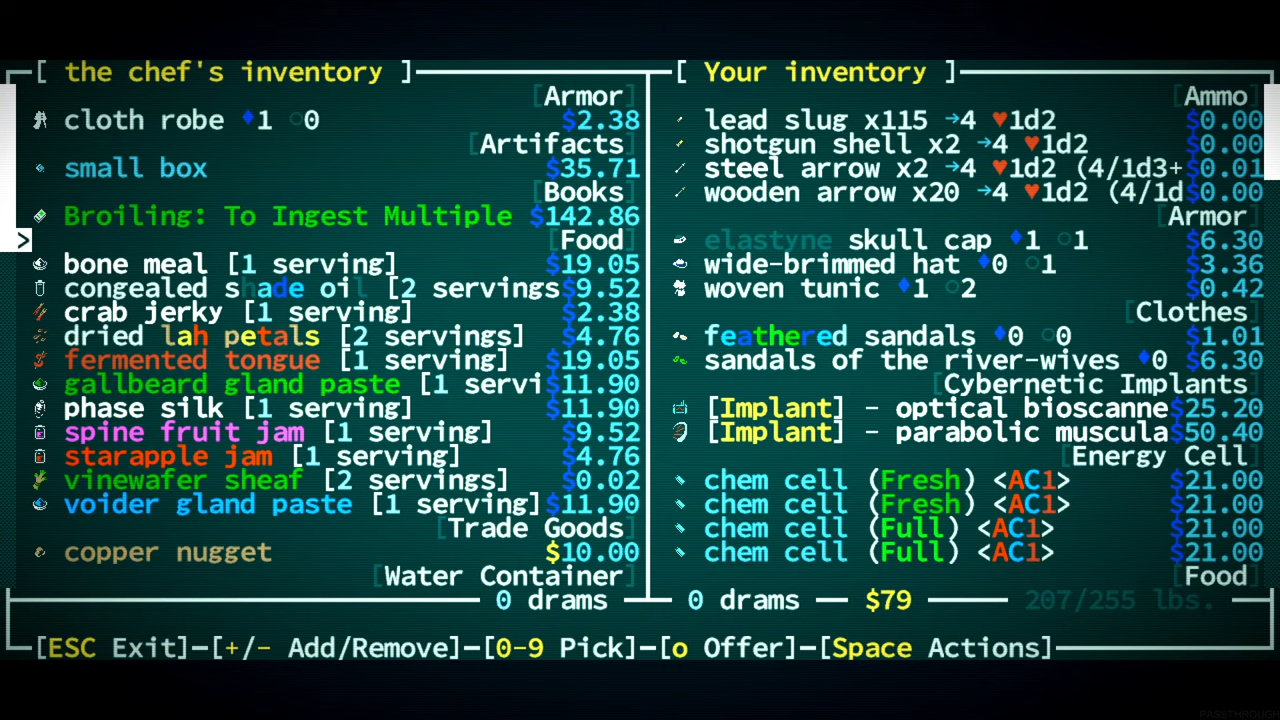 [ the chef's inventory ]
[Armor]
cloth robe ♦1 ○0 $2.38
[Artifacts]
small box $35.71
[Books]
Broiling: To Ingest Multiple $142.86
> [Food]
bone meal [1 serving] $19.05
congealed shade oil [2 servings $9.52
crab jerky [1 serving] $2.38
dried lah petals [2 servings] $4.76
fermented tongue [1 serving] $19.05
gallbeard gland paste [1 servi $11.90
phase silk [1 serving] $11.90
spine fruit jam [1 serving] $9.52
starapple jam [1 serving] $4.76
vinewafer sheaf [2 servings] $0.02
voider gland paste [1 serving] $11.90
[Trade Goods]
copper nugget $10.00
[Water Container]
0 drams
[ Your inventory ]
[Ammo]
lead slug x115 →4 ♥1d2 $0.00
shotgun shell x2 →4 ♥1d2 $0.00
steel arrow x2 →4 ♥1d2 (4/1d3+ $0.01
wooden arrow x20 →4 ♥1d2 (4/1d $0.00
[Armor]
elastyne skull cap ♦1 ○1 $6.30
wide-brimmed hat ♦0 ○1 $3.36
woven tunic ♦1 ○2 $0.42
[Clothes]
feathered sandals ♦0 ○0 $1.01
sandals of the river-wives ♦0 $6.30
[Cybernetic Implants]
[Implant] - optical bioscanne $25.20
[Implant] - parabolic muscula $50.40
[Energy Cell]
chem cell (Fresh) <AC1> $21.00
chem cell (Fresh) <AC1> $21.00
chem cell (Full) <AC1> $21.00
chem cell (Full) <AC1> $21.00
[Food]
0 drams — $79 — 207/255 lbs.
[ESC Exit]-[+/- Add/Remove]-[0-9 Pick]-[o Offer]-[Space Actions]
PASSTHROUGH